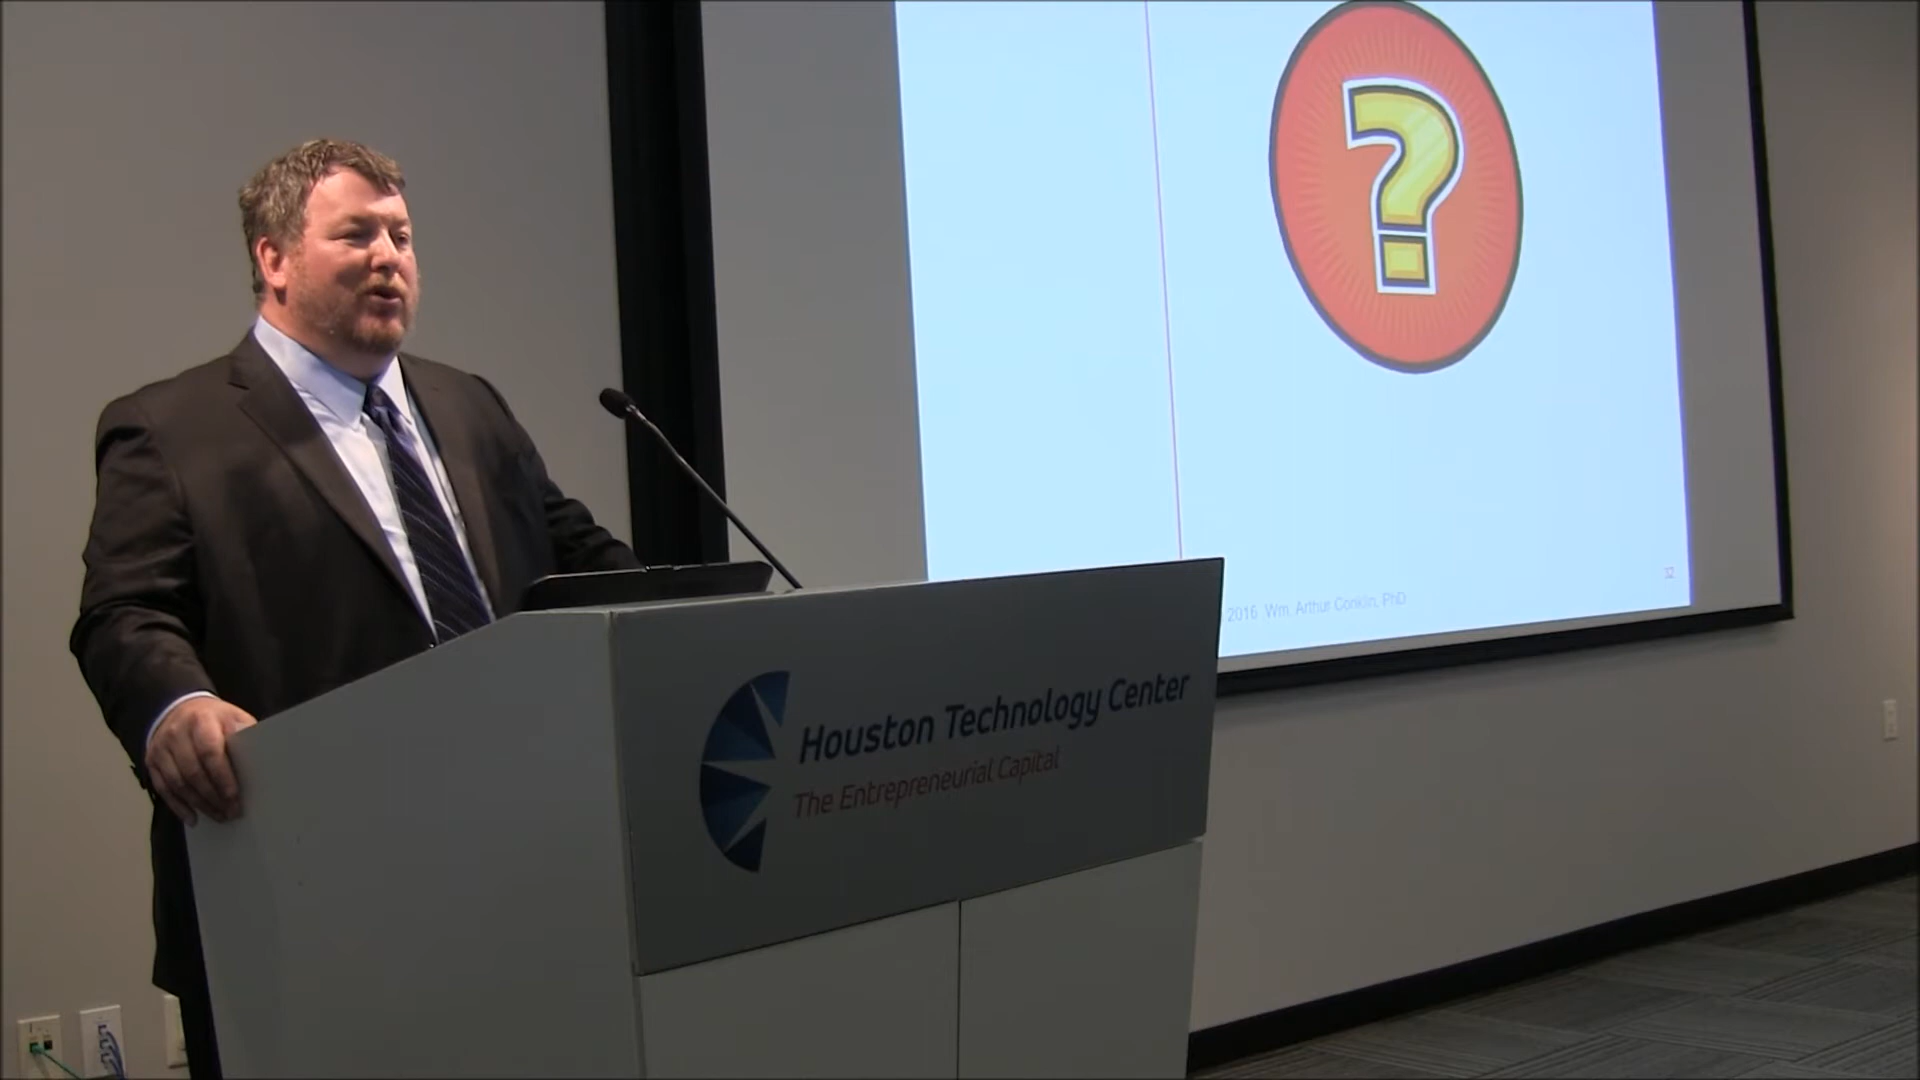 ?
32
2016 Wm. Arthur Conklin, PhD
Houston Technology Center
The Entrepreneurial Capital